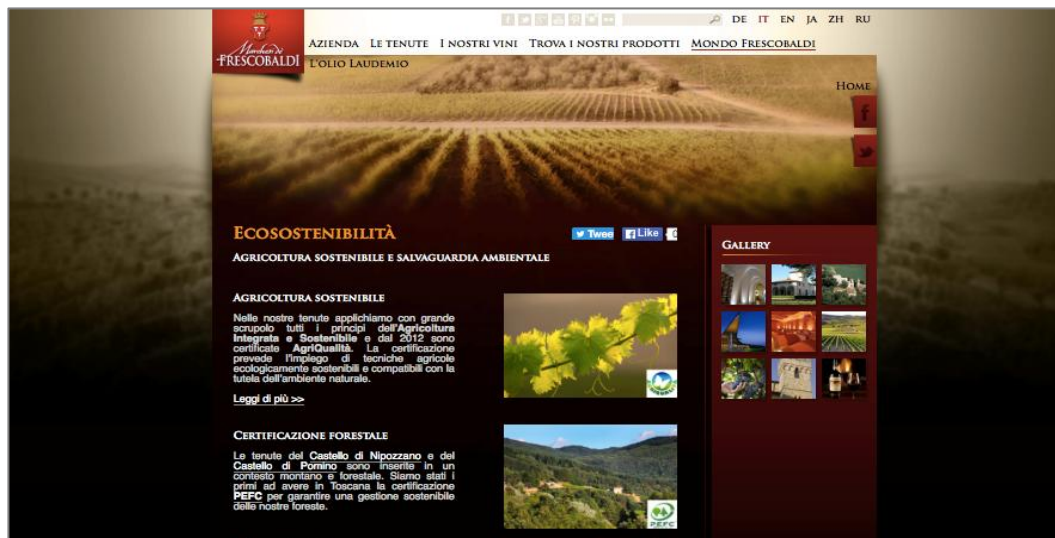 DE IT EN JA ZH RU
Marchesi de'
FRESCOBALDI
AZIENDA LE TENUTE I NOSTRI VINI TROVA I NOSTRI PRODOTTI MONDO FRESCOBALDI
L'OLIO LAUDEMIO
HOME
ECOSOSTENIBILITÀ
Twee
Like
AGRICOLTURA SOSTENIBILE E SALVAGUARDIA AMBIENTALE
AGRICOLTURA SOSTENIBILE
Nelle nostre tenute applichiamo con grande
scrupolo tutti i principi dell'Agricoltura
Integrata e Sostenibile e dal 2012 sono
certificate AgriQualità. La certificazione
prevede l'impiego di tecniche agricole
ecologicamente sostenibili e compatibili con la
tutela dell'ambiente naturale.
Leggi di più >>
CERTIFICAZIONE FORESTALE
Le tenute del Castello di Nipozzano e del
Castello di Pomino sono inserite in un
contesto montano e forestale. Siamo stati i
primi ad avere in Toscana la certificazione
PEFC per garantire una gestione sostenibile
delle nostre foreste.
PEFC
GALLERY